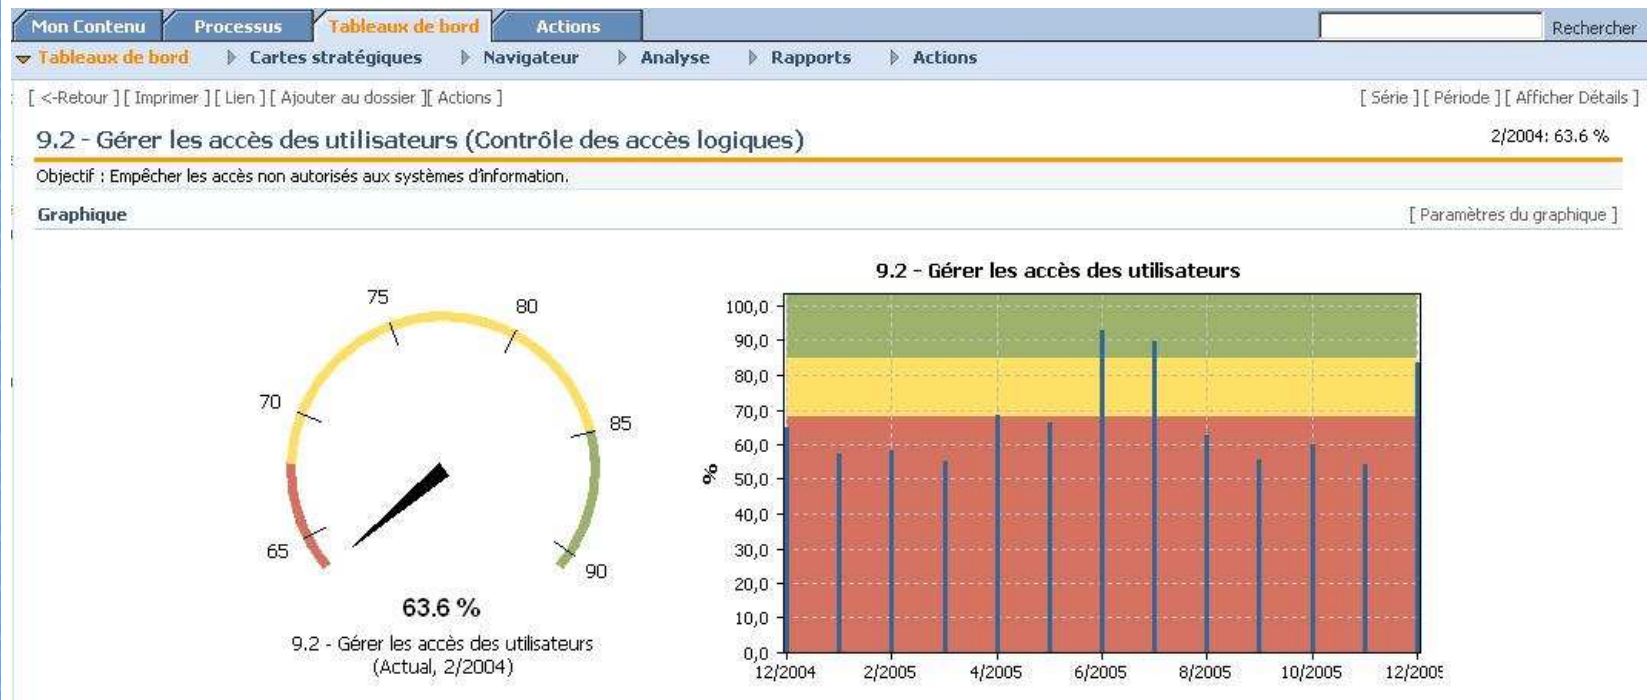 Mon Contenu Processus Tableaux de bord Actions Rechercher
Tableaux de bord Cartes stratégiques Navigateur Analyse Rapports Actions
[ <-Retour ] [ Imprimer ] [ Lien ] [ Ajouter au dossier ][ Actions ] [ Série ] [ Période ] [ Afficher Détails ]
9.2 - Gérer les accès des utilisateurs (Contrôle des accès logiques) 2/2004: 63.6 %
Objectif : Empêcher les accès non autorisés aux systèmes d'information.
Graphique [ Paramètres du graphique ]
65
70
75
80
85
90
63.6 %
9.2 - Gérer les accès des utilisateurs
(Actual, 2/2004)
9.2 - Gérer les accès des utilisateurs
%
100,0
90,0
80,0
70,0
60,0
50,0
40,0
30,0
20,0
10,0
0,0
12/2004 2/2005 4/2005 6/2005 8/2005 10/2005 12/2005